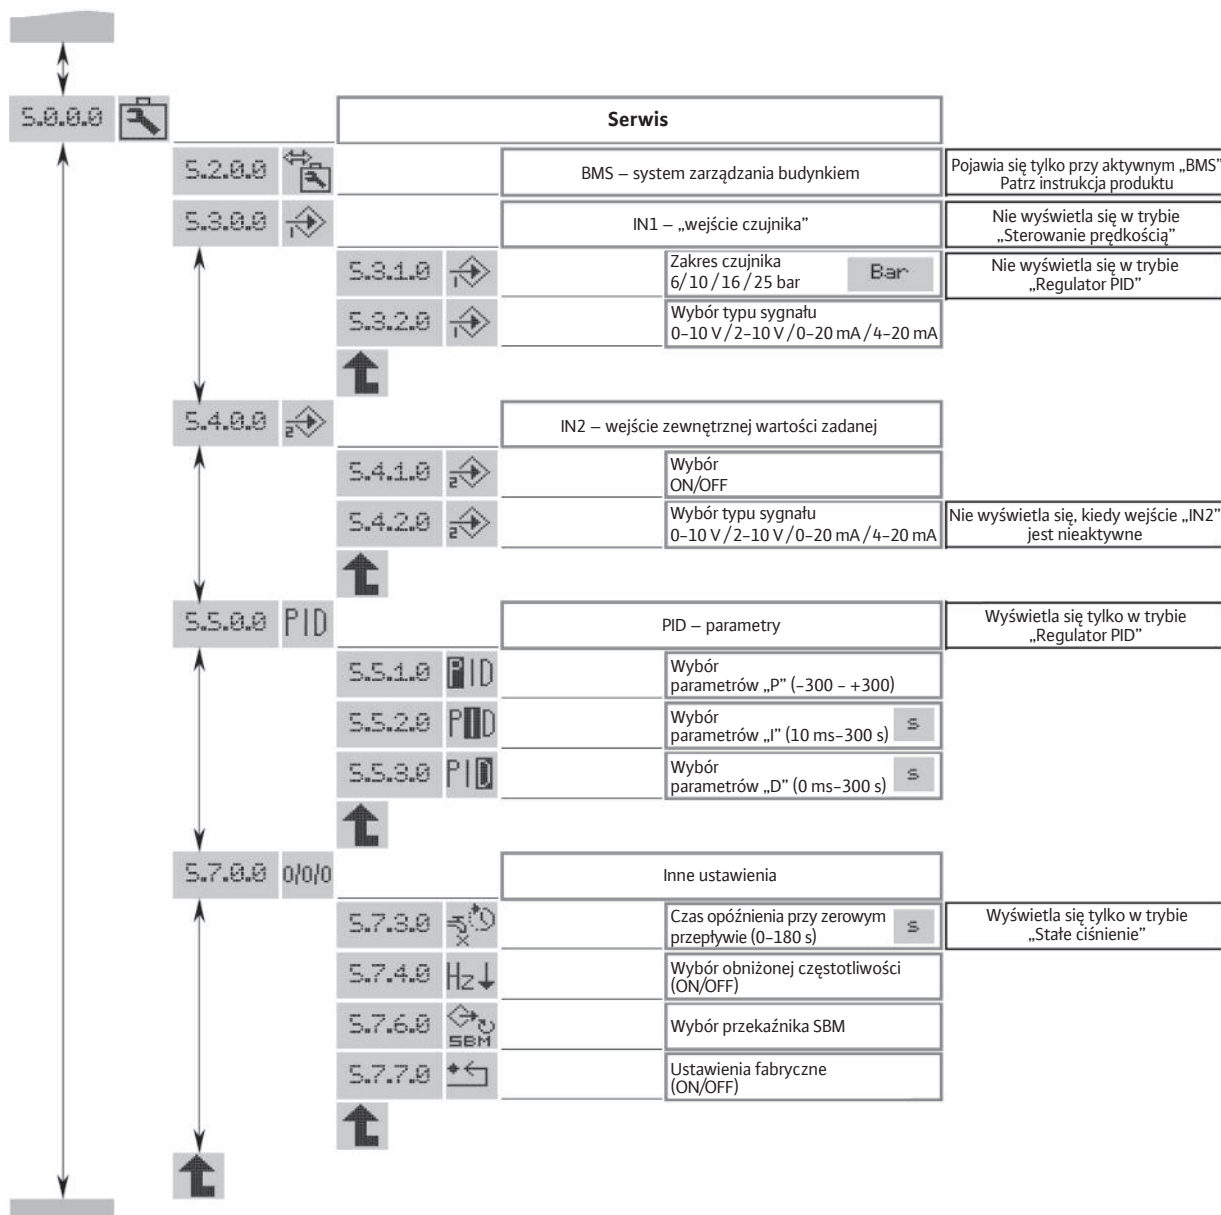 5.0.0.0
Serwis
5.2.0.0
BMS – system zarządzania budynkiem
Pojawia się tylko przy aktywnym „BMS”
Patrz instrukcja produktu
5.3.0.0
1
IN1 – „wejście czujnika”
Nie wyświetla się w trybie
„Sterowanie prędkością”
5.3.1.0
1
Zakres czujnika
6/ 10 / 16 / 25 bar
Bar
Nie wyświetla się w trybie
„Regulator PID”
5.3.2.0
1
Wybór typu sygnału
0–10 V / 2–10 V / 0–20 mA / 4–20 mA
5.4.0.0
2
IN2 – wejście zewnętrznej wartości zadanej
5.4.1.0
2
Wybór
ON/OFF
5.4.2.0
2
Wybór typu sygnału
0–10 V / 2–10 V / 0–20 mA / 4–20 mA
Nie wyświetla się, kiedy wejście „IN2”
jest nieaktywne
5.5.0.0 PID
PID – parametry
Wyświetla się tylko w trybie
„Regulator PID”
5.5.1.0 PID
Wybór
parametrów „P” (–300 – +300)
5.5.2.0 PID
Wybór
parametrów „I” (10 ms–300 s)
s
5.5.3.0 PID
Wybór
parametrów „D” (0 ms–300 s)
s
5.7.0.0 0/0/0
Inne ustawienia
5.7.3.0
Czas opóźnienia przy zerowym
przepływie (0–180 s)
s
Wyświetla się tylko w trybie
„Stałe ciśnienie”
5.7.4.0 Hz
Wybór obniżonej częstotliwości
(ON/OFF)
5.7.6.0
SBM
Wybór przekaźnika SBM
5.7.7.0
Ustawienia fabryczne
(ON/OFF)